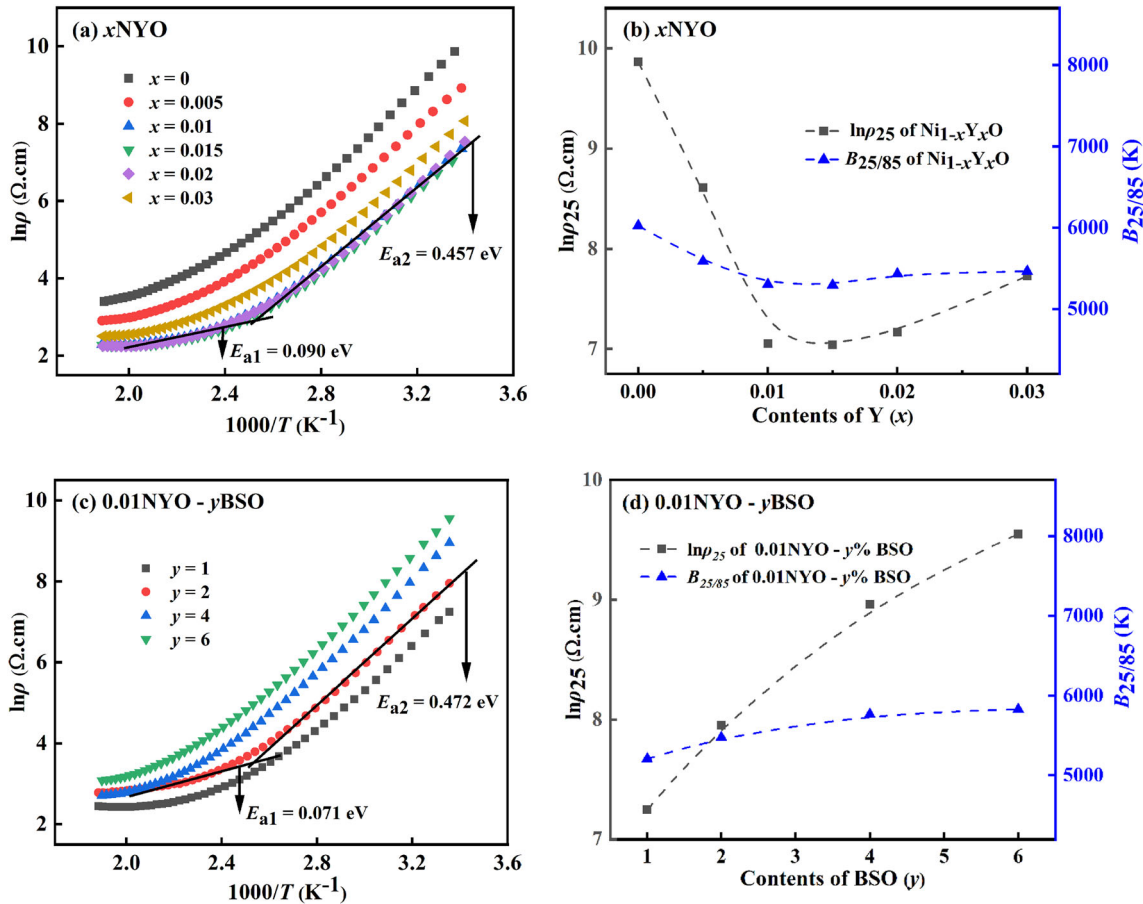 (a) xNYO
lnρ (Ω.cm)
10
8
6
4
2
x = 0
x = 0.005
x = 0.01
x = 0.015
x = 0.02
x = 0.03
Ea2 = 0.457 eV
Ea1 = 0.090 eV
2.0 2.4 2.8 3.2 3.6
1000/T (K-1)
(b) xNYO
lnρ25 (Ω.cm)
10
9
8
7
lnρ25 of Ni1-xYxO
B25/85 of Ni1-xYxO
8000
7000
6000
5000
B25/85 (K)
0.00 0.01 0.02 0.03
Contents of Y (x)
(c) 0.01NYO - yBSO
lnρ (Ω.cm)
10
8
6
4
2
y = 1
y = 2
y = 4
y = 6
Ea2 = 0.472 eV
Ea1 = 0.071 eV
2.0 2.4 2.8 3.2 3.6
1000/T (K-1)
(d) 0.01NYO - yBSO
lnρ25 (Ω.cm)
10
9
8
7
lnρ25 of 0.01NYO - y% BSO
B25/85 of 0.01NYO - y% BSO
8000
7000
6000
5000
B25/85 (K)
1 2 3 4 5 6
Contents of BSO (y)